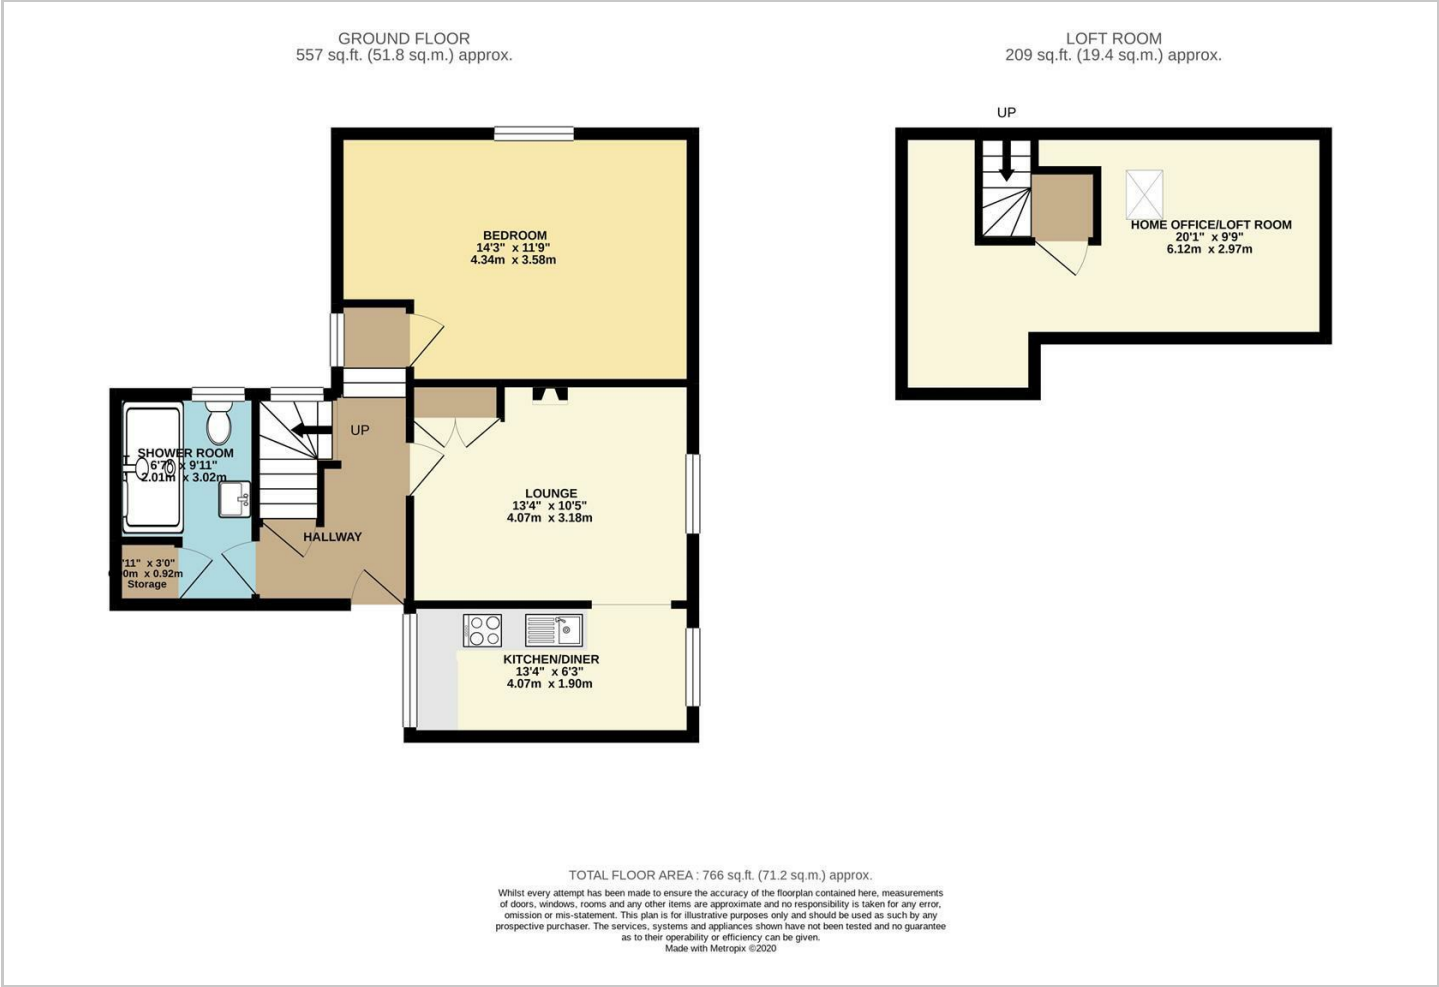 GROUND FLOOR
557 sq.ft. (51.8 sq.m.) approx.
LOFT ROOM
209 sq.ft. (19.4 sq.m.) approx.
UP
BEDROOM
14'3" x 11'9"
4.34m x 3.58m
HOME OFFICE/LOFT ROOM
20'1" x 9'9"
6.12m x 2.97m
UP
SHOWER ROOM
6'7" x 9'11"
2.01m x 3.02m
LOUNGE
13'4" x 10'5"
4.07m x 3.18m
HALLWAY
x 3'0"
x 0.92m
Storage
KITCHEN/DINER
13'4" x 6'3"
4.07m x 1.90m
TOTAL FLOOR AREA : 766 sq.ft. (71.2 sq.m.) approx.
Whilst every attempt has been made to ensure the accuracy of the floorplan contained here, measurements
of doors, windows, rooms and any other items are approximate and no responsibility is taken for any error,
omission or mis-statement. This plan is for illustrative purposes only and should be used as such by any
prospective purchaser. The services, systems and appliances shown have not been tested and no guarantee
as to their operability or efficiency can be given.
Made with Metropix ©2020